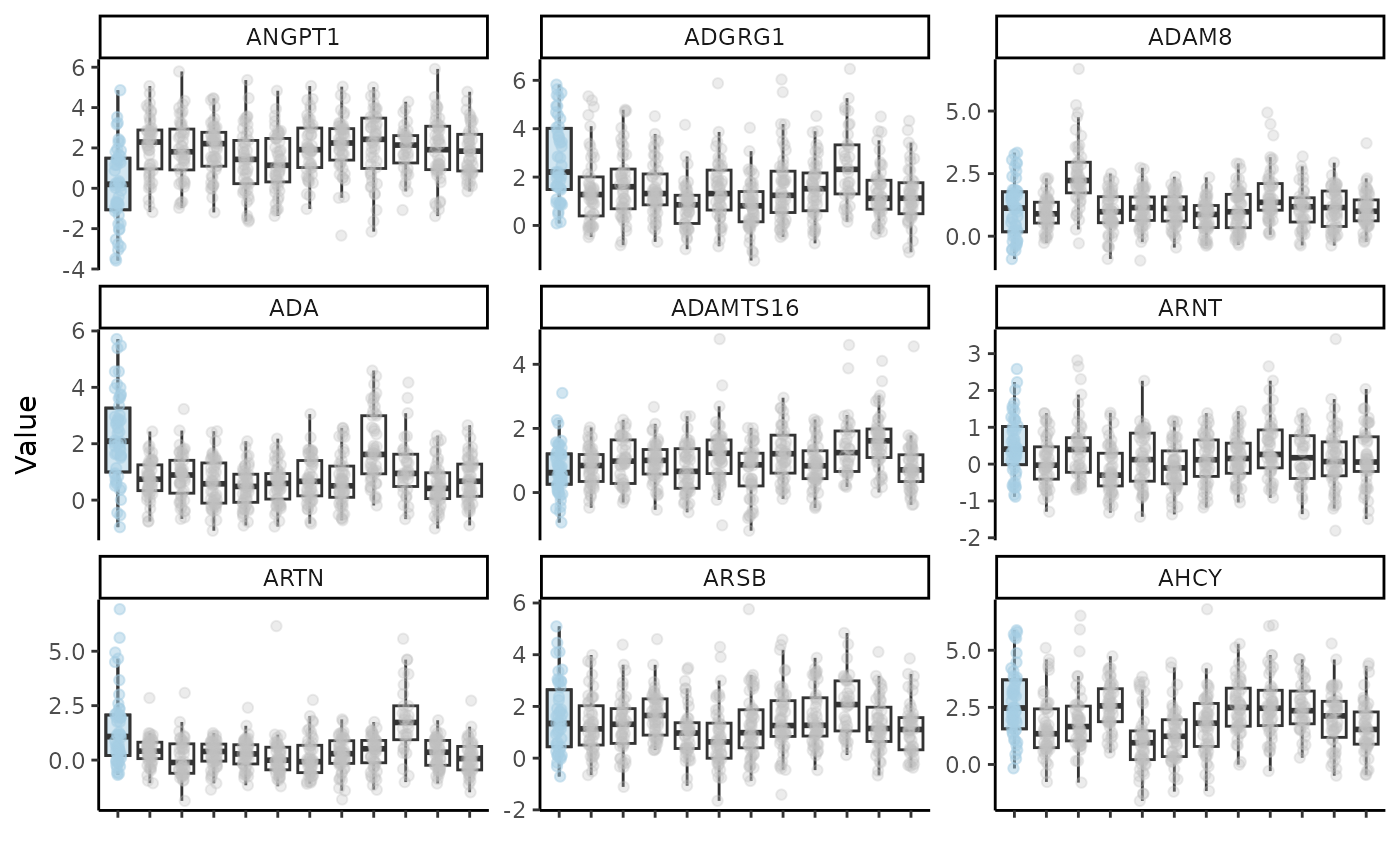 ANGPT1 ADGRG1 ADAM8
6 4 2 0 -2 -4
6 4 2 0
5.0 2.5 0.0
Value
ADA ADAMTS16 ARNT
6 4 2 0
4 2 0
3 2 1 0 -1 -2
ARTN ARSB AHCY
5.0 2.5 0.0
6 4 2 0 -2
5.0 2.5 0.0